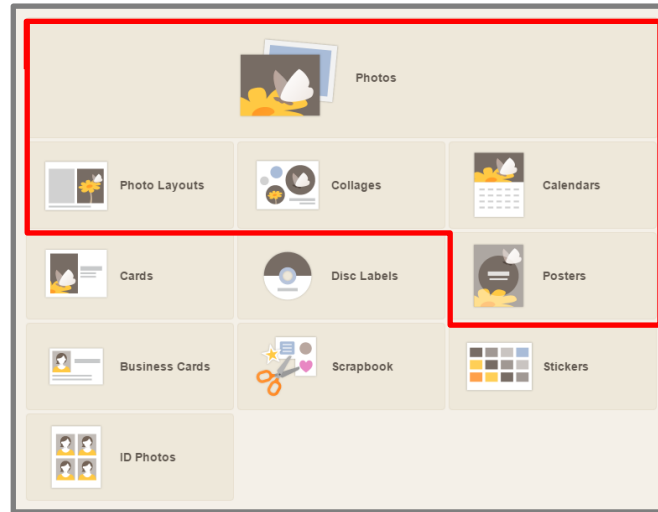 Photos
Photo Layouts
Collages
Calendars
Cards
Disc Labels
Posters
Business Cards
Scrapbook
Stickers
ID Photos